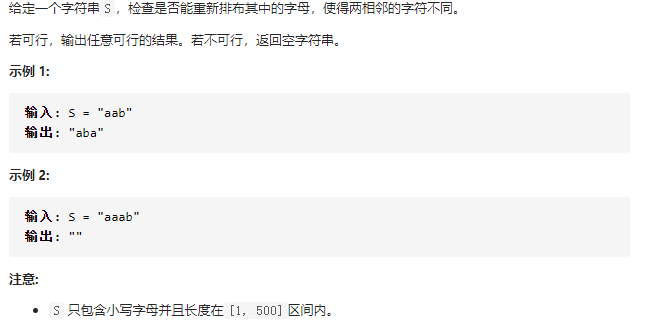 给定一个字符串 S ，检查是否能重新排布其中的字母，使得两相邻的字符不同。
若可行，输出任意可行的结果。若不可行，返回空字符串。
示例 1:
输入: S = "aab"
输出: "aba"
示例 2:
输入: S = "aaab"
输出: ""
注意:
• S 只包含小写字母并且长度在 [1, 500] 区间内。